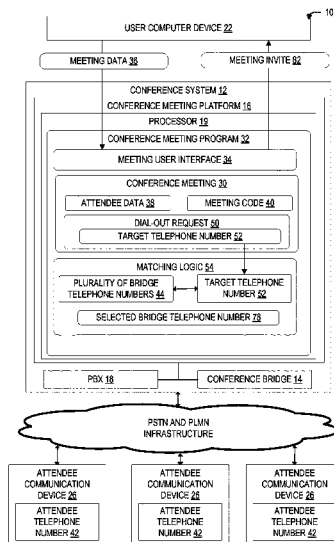 10
USER COMPUTER DEVICE 22
MEETING DATA 36
MEETING INVITE 62
CONFERENCE SYSTEM 12
CONFERENCE MEETING PLATFORM 16
PROCESSOR 19
CONFERENCE MEETING PROGRAM 32
MEETING USER INTERFACE 34
CONFERENCE MEETING 30
ATTENDEE DATA 38
MEETING CODE 40
DIAL-OUT REQUEST 50
TARGET TELEPHONE NUMBER 52
MATCHING LOGIC 54
PLURALITY OF BRIDGE
TELEPHONE NUMBERS
44
TARGET TELEPHONE
NUMBER 52
SELECTED BRIDGE TELEPHONE NUMBER 78
PBX 18
CONFERENCE BRIDGE 14
PSTN AND PLMN
INFRASTRUCTURE
ATTENDEE
COMMUNICATION
DEVICE 26
ATTENDEE
TELEPHONE
NUMBER 42
ATTENDEE
COMMUNICATION
DEVICE 26
ATTENDEE
TELEPHONE
NUMBER 42
ATTENDEE
COMMUNICATION
DEVICE 26
ATTENDEE
TELEPHONE
NUMBER 42